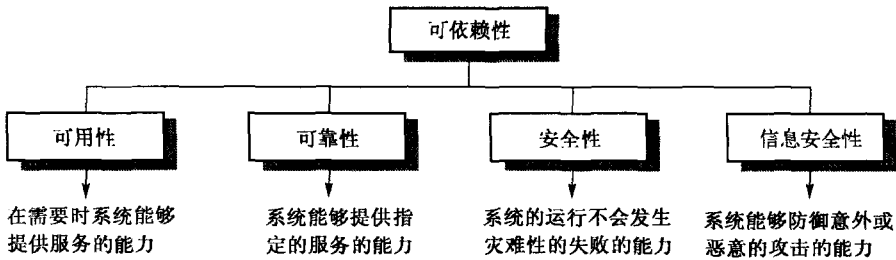 可依赖性
可用性
可靠性
安全性
信息安全性
在需要时系统能够
提供服务的能力
系统能够提供指
定的服务的能力
系统的运行不会发生
灾难性的失败的能力
系统能够防御意外或
恶意的攻击的能力